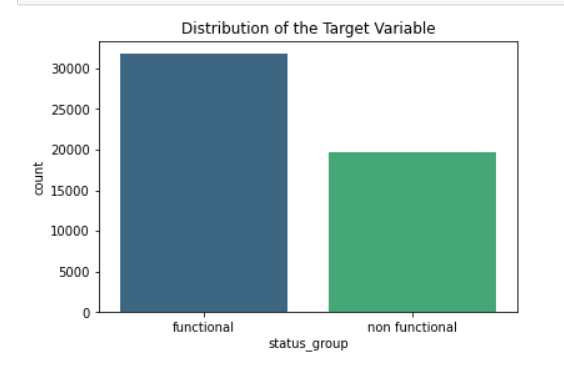 Distribution of the Target Variable
30000
25000
20000
15000
10000
5000
0
count
functional
non functional
status_group